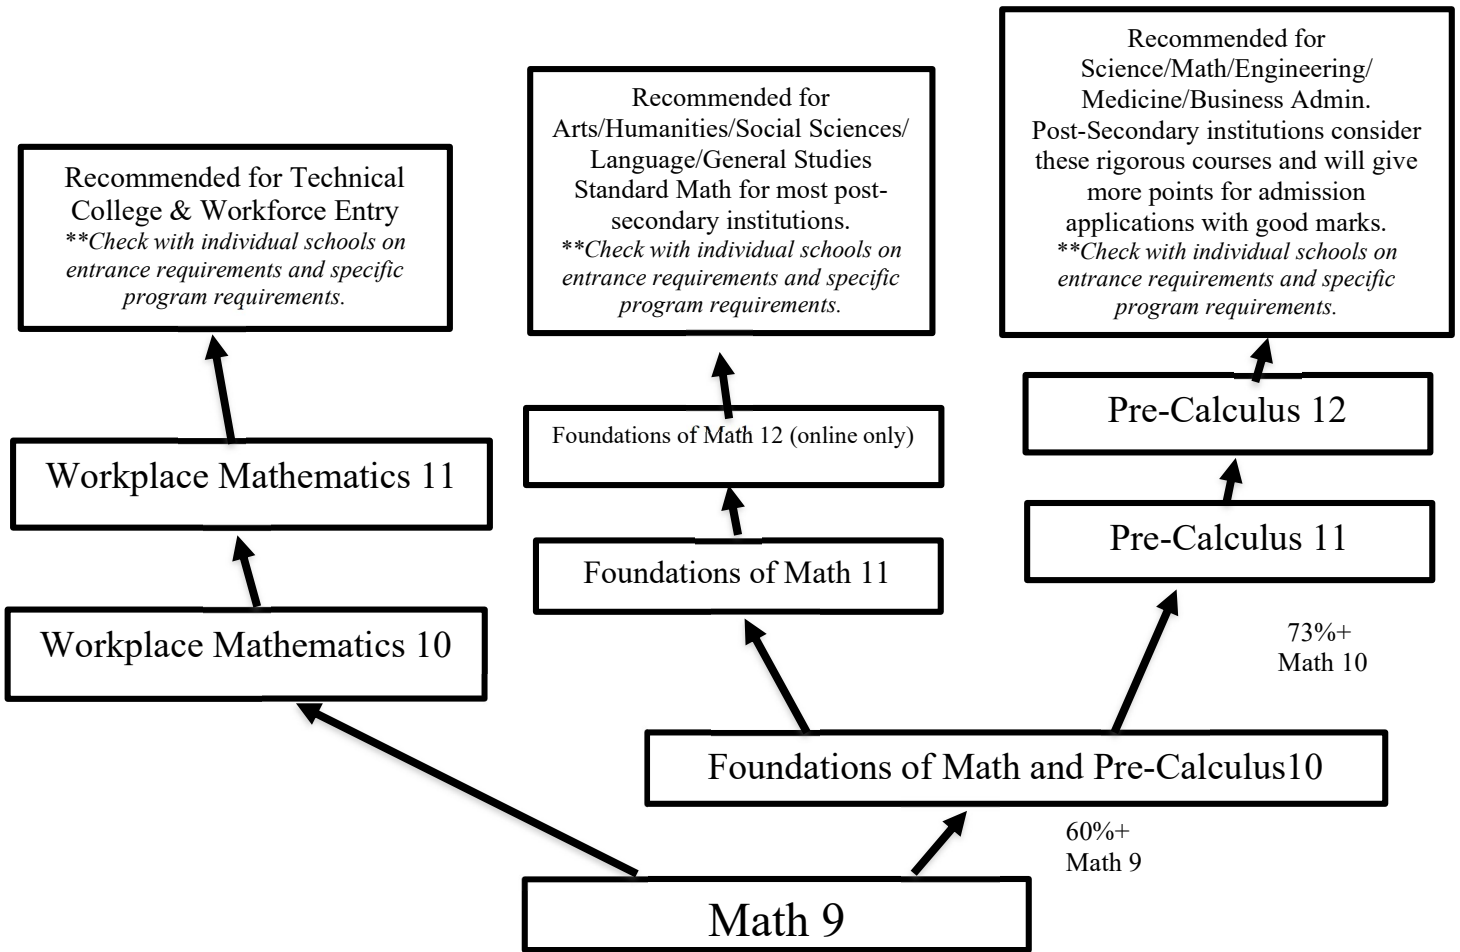 Recommended for
Science/Math/Engineering/
Medicine/Business Admin.
Post-Secondary institutions consider
these rigorous courses and will give
more points for admission
applications with good marks.
**Check with individual schools on
entrance requirements and specific
program requirements.
Recommended for
Arts/Humanities/Social Sciences/
Language/General Studies
Standard Math for most post-
secondary institutions.
**Check with individual schools on
entrance requirements and specific
program requirements.
Recommended for Technical
College & Workforce Entry
**Check with individual schools on
entrance requirements and specific
program requirements.
Pre-Calculus 12
Foundations of Math 12 (online only)
Workplace Mathematics 11
Pre-Calculus 11
Foundations of Math 11
Workplace Mathematics 10
73%+
Math 10
Foundations of Math and Pre-Calculus10
60%+
Math 9
Math 9